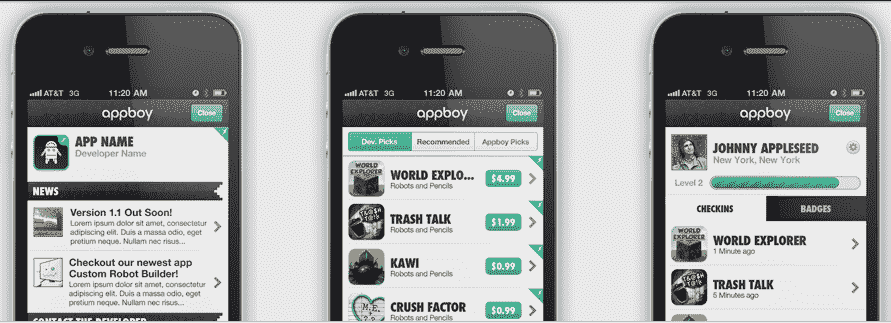 AT&T 3G 11:20 AM
appboy Close
APP NAME
Developer Name
NEWS
Version 1.1 Out Soon!
Lorem ipsum dolor sit amet, consectetur
adipiscing elit. Duis a massa odio, eget
pretium neque. Nullam nec risus...
Checkout our newest app
Custom Robot Builder!
Lorem ipsum dolor sit amet, consectetur
adipiscing elit. Duis a massa odio, eget
pretium neque. Nullam nec risus...
CONTACT THE DEVELOPER
AT&T 3G 11:20 AM
appboy Close
Dev. Picks Recommended Appboy Picks
WORLD EXPLORER
WORLD EXPLO... $4.99
Robots and Pencils
T%@$H
TRASH TALK $1.99
Robots and Pencils
KAWI $0.99
Robots and Pencils
M.E.
CRUSH FACTOR $0.99
Robots and Pencils
AT&T 3G 11:20 AM
appboy Close
JOHNNY APPLESEED
New York, New York
Level 2
CHECKINS BADGES
WORLD EXPLORER
WORLD EXPLORER
1 Minute ago
TRASH TALK
5 Minutes ago